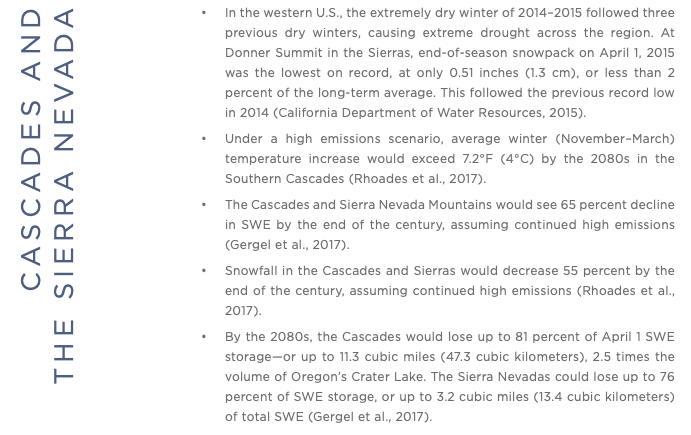 CASCADES AND
THE SIERRA NEVADA
• In the western U.S., the extremely dry winter of 2014–2015 followed three
previous dry winters, causing extreme drought across the region. At
Donner Summit in the Sierras, end-of-season snowpack on April 1, 2015
was the lowest on record, at only 0.51 inches (1.3 cm), or less than 2
percent of the long-term average. This followed the previous record low
in 2014 (California Department of Water Resources, 2015).
• Under a high emissions scenario, average winter (November–March)
temperature increase would exceed 7.2°F (4°C) by the 2080s in the
Southern Cascades (Rhoades et al., 2017).
• The Cascades and Sierra Nevada Mountains would see 65 percent decline
in SWE by the end of the century, assuming continued high emissions
(Gergel et al., 2017).
• Snowfall in the Cascades and Sierras would decrease 55 percent by the
end of the century, assuming continued high emissions (Rhoades et al.,
2017).
• By the 2080s, the Cascades would lose up to 81 percent of April 1 SWE
storage—or up to 11.3 cubic miles (47.3 cubic kilometers), 2.5 times the
volume of Oregon's Crater Lake. The Sierra Nevadas could lose up to 76
percent of SWE storage, or up to 3.2 cubic miles (13.4 cubic kilometers)
of total SWE (Gergel et al., 2017).